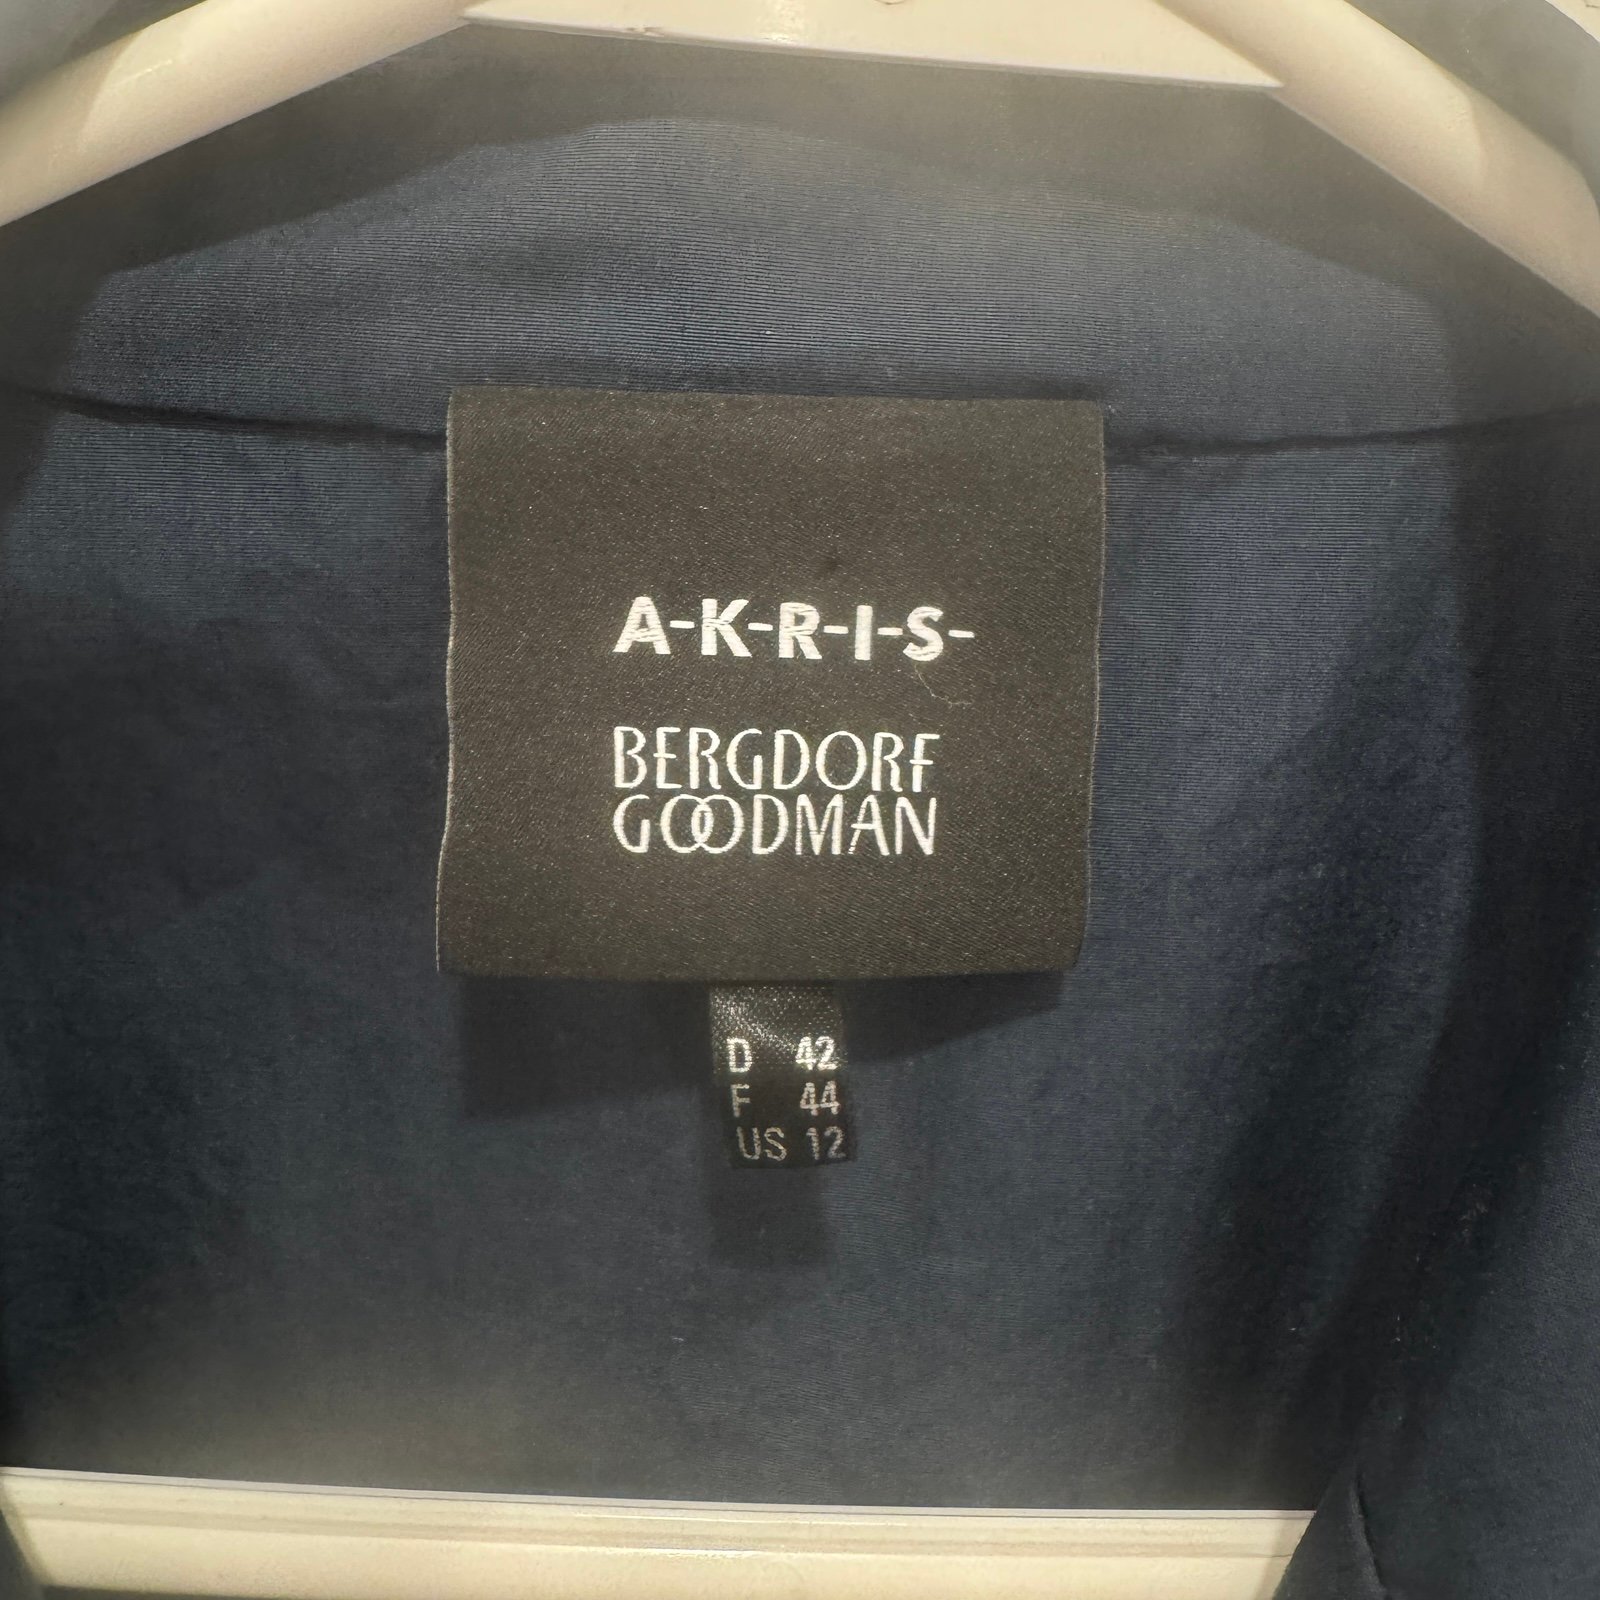 A-K-R-I-S-
BERGDORF
GOODMAN
D 42
F 44
US 12